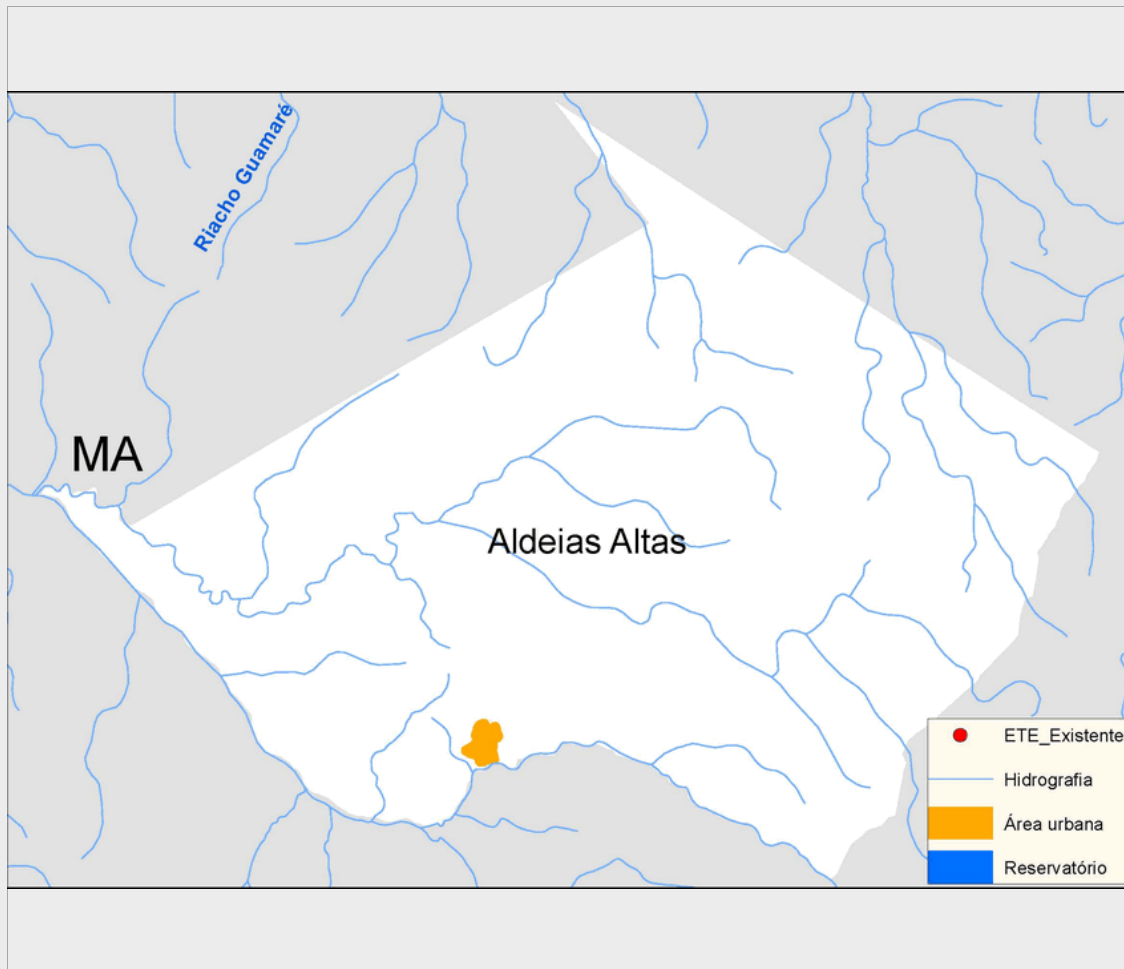 Riacho Guamaré
MA
Aldeias Altas
ETE_Existente
Hidrografia
Área urbana
Reservatório